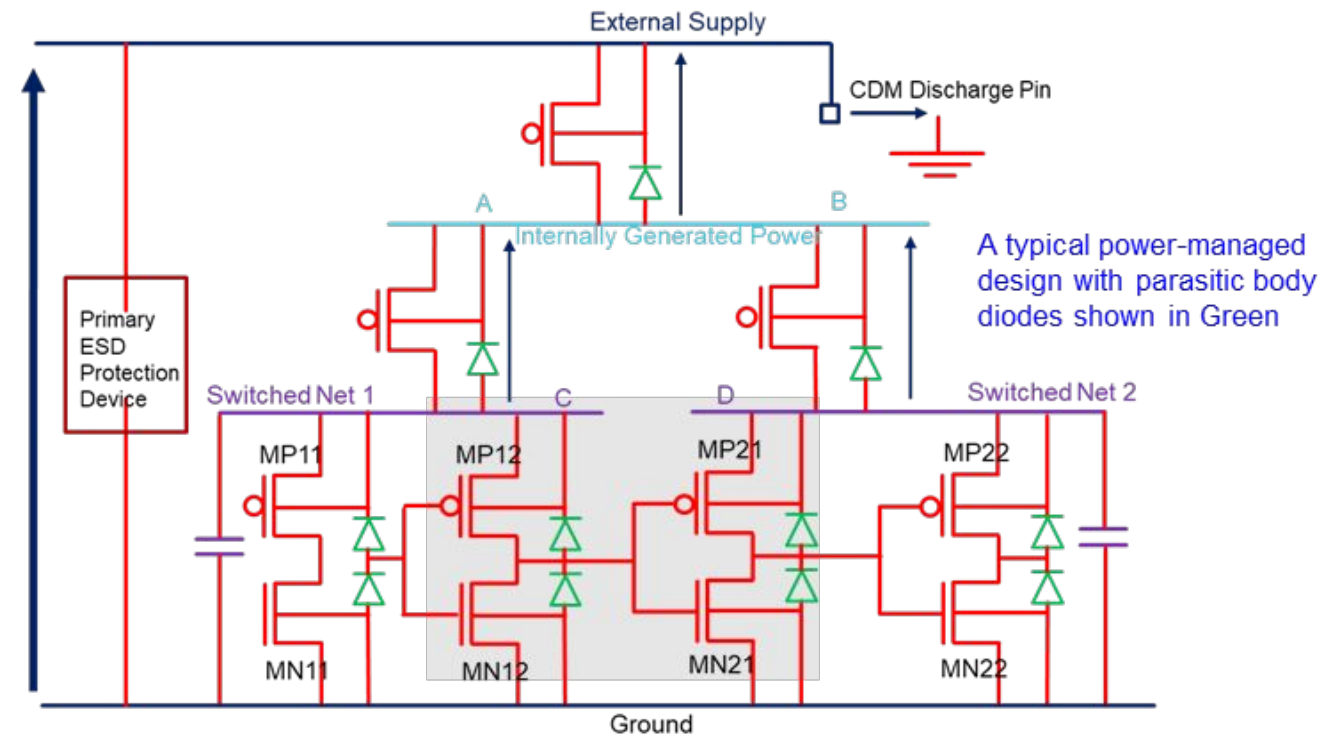 External Supply
CDM Discharge Pin
A
B
Internally Generated Power
A typical power-managed
design with parasitic body
diodes shown in Green
Primary
ESD
Protection
Device
Switched Net 1
C
D
Switched Net 2
MP11
MP12
MP21
MP22
MN11
MN12
MN21
MN22
Ground